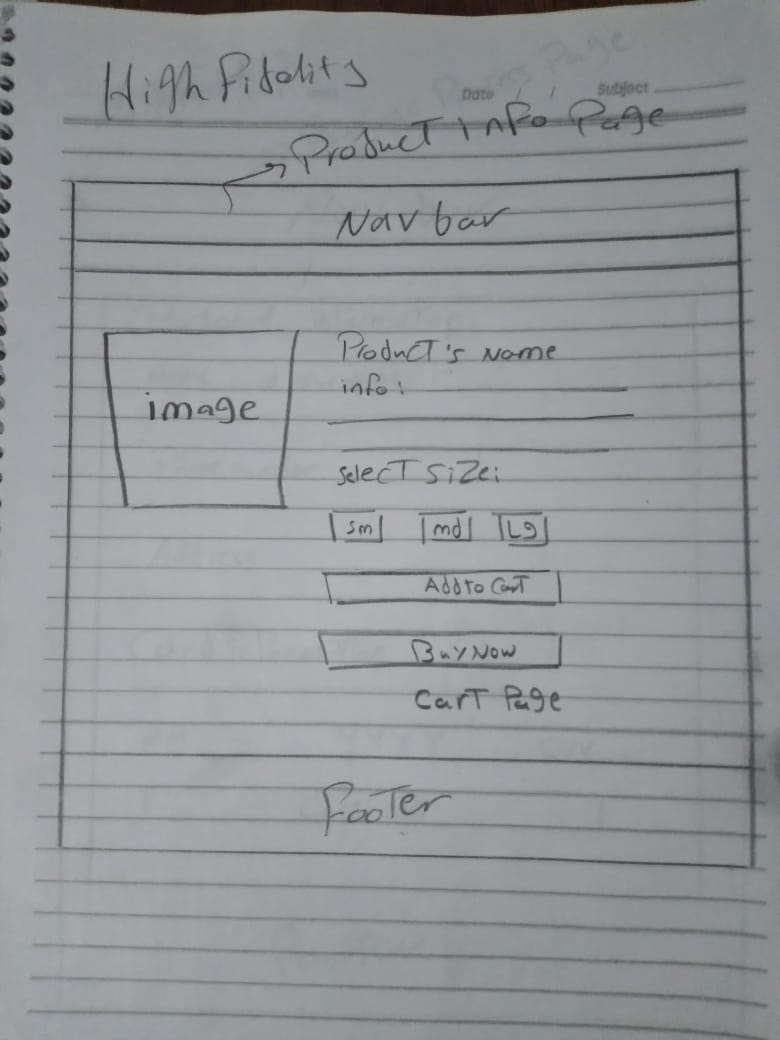 High Fidelity
Date / / Subject
Product info Page
Nav bar
Product's Name
image
info:
Select Size:
sm md Lg
Add to Cart
Buy Now
Cart Page
Footer